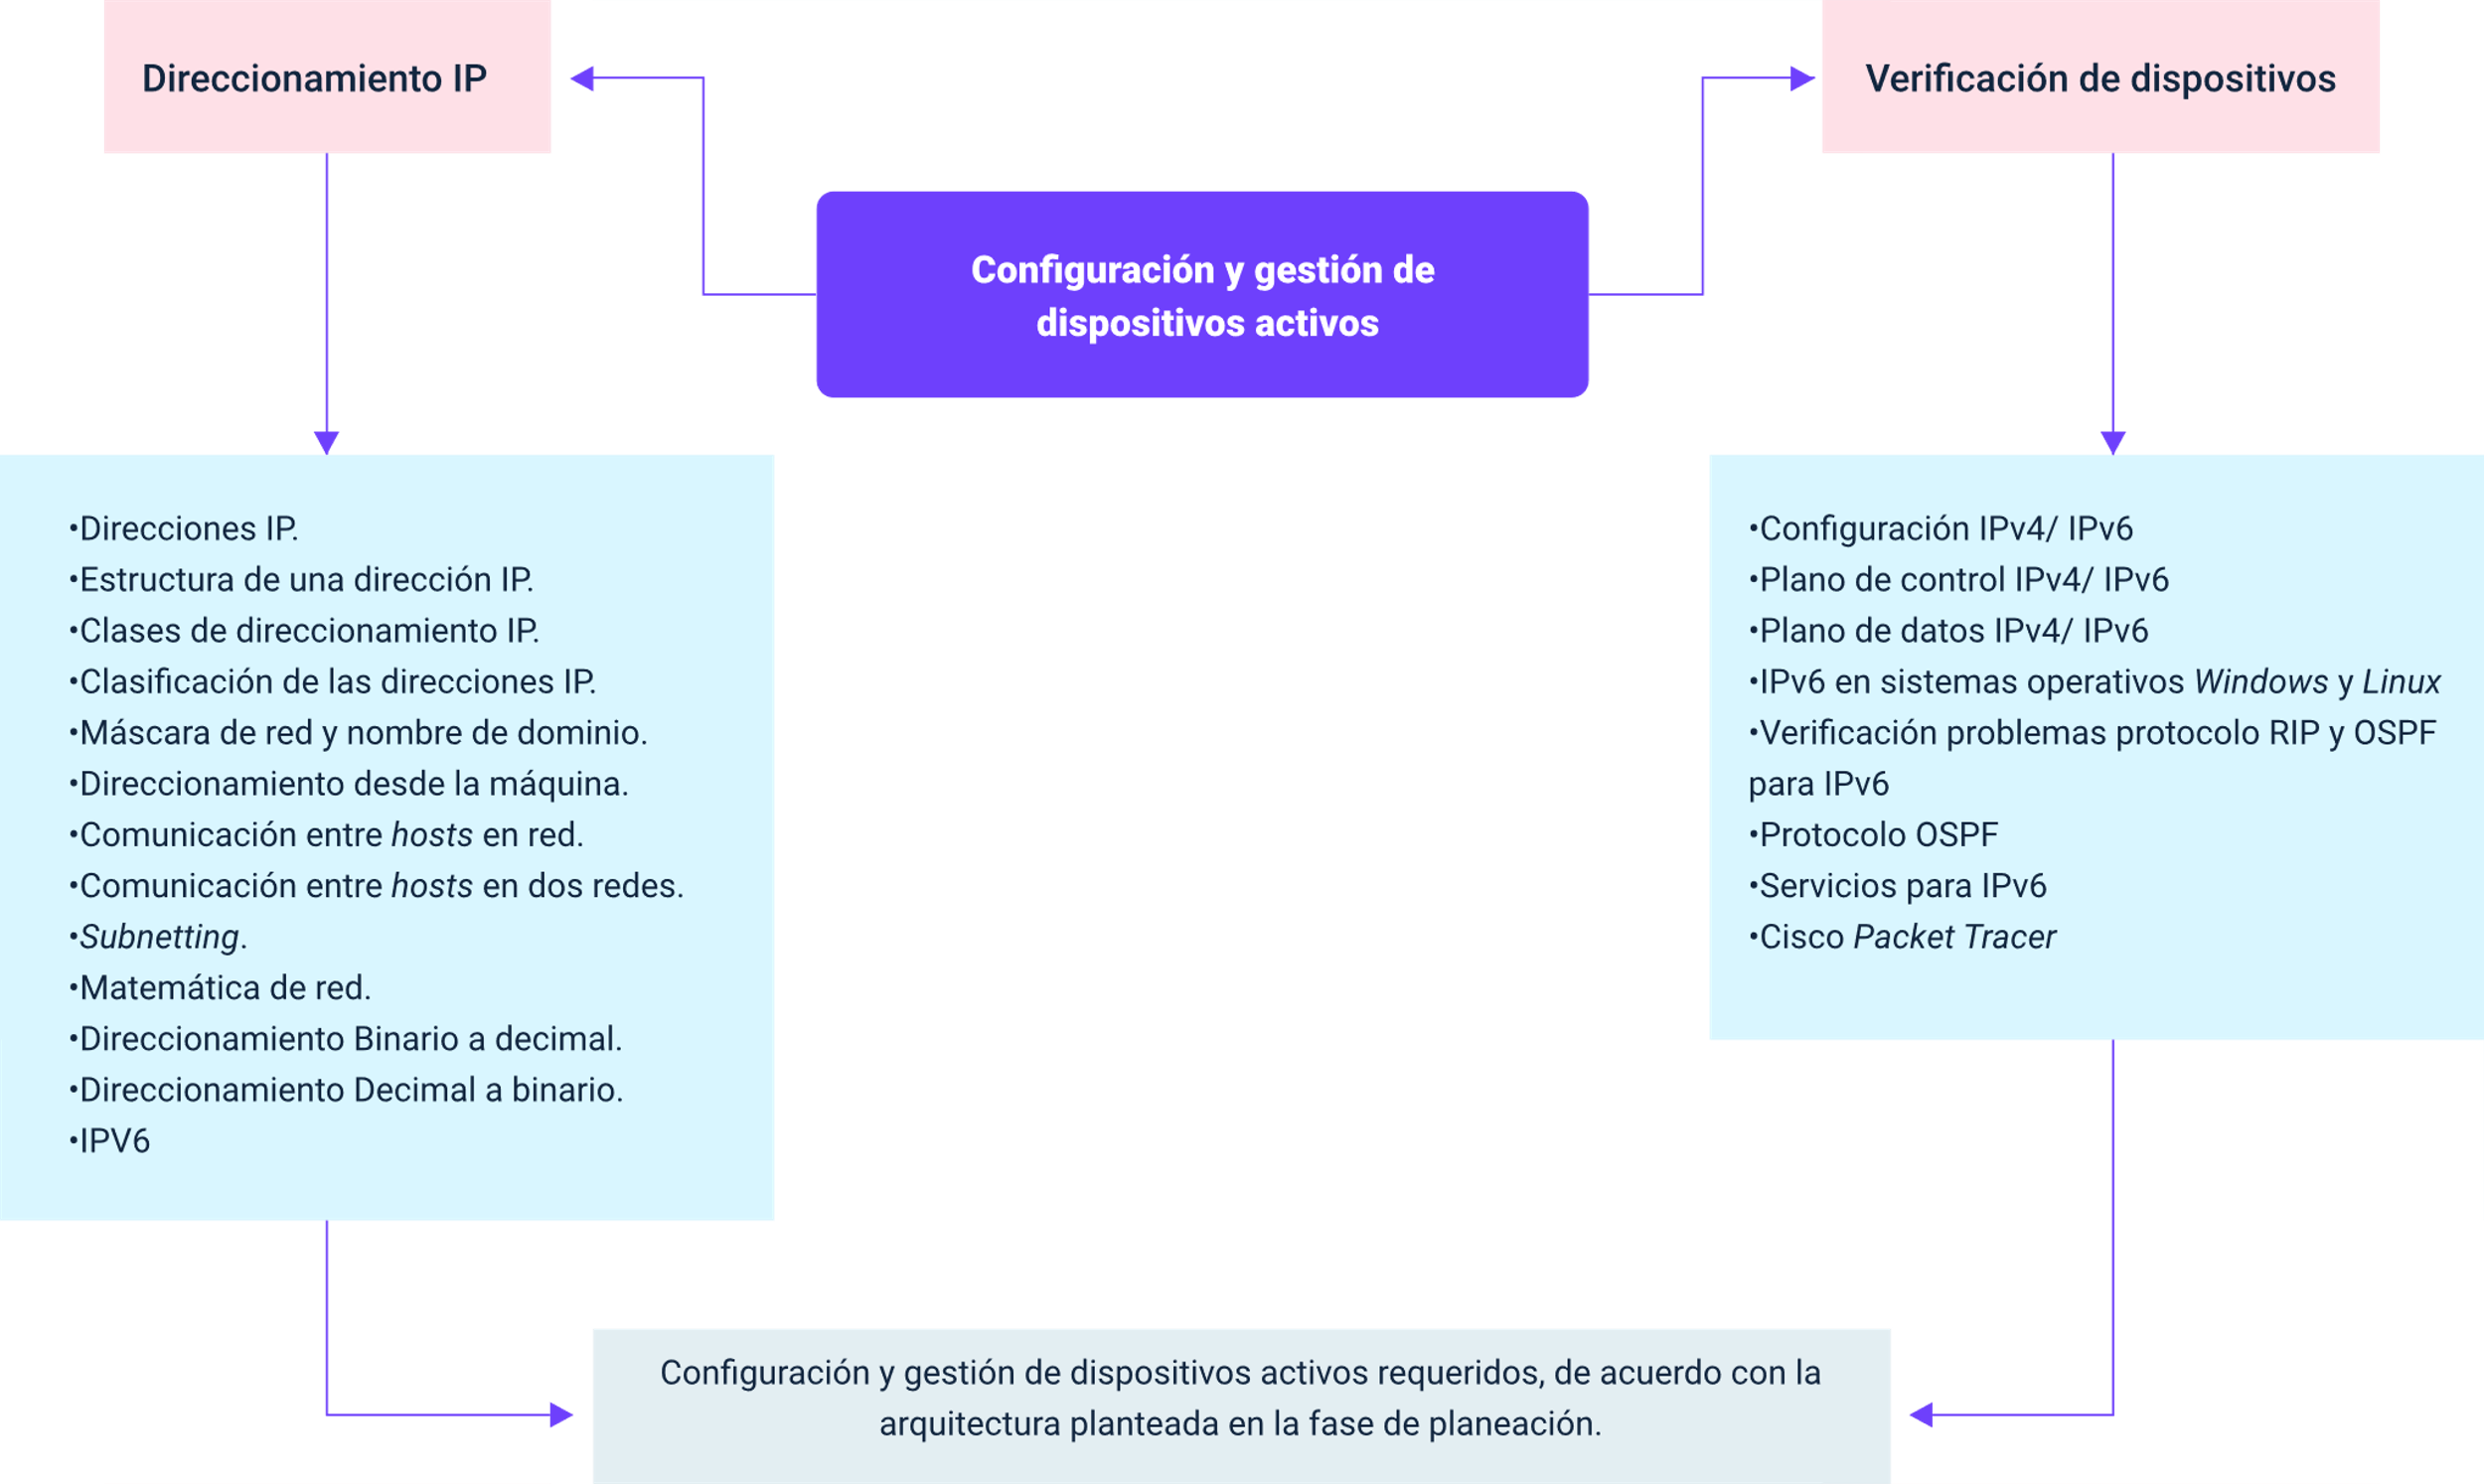 Direccionamiento IP
Verificación de dispositivos
Configuración y gestión de
dispositivos activos
•Direcciones IP.
•Estructura de una dirección IP.
•Clases de direccionamiento IP.
•Clasificación de las direcciones IP.
•Máscara de red y nombre de dominio.
•Direccionamiento desde la máquina.
•Comunicación entre hosts en red.
•Comunicación entre hosts en dos redes.
•Subnetting.
•Matemática de red.
•Direccionamiento Binario a decimal.
•Direccionamiento Decimal a binario.
•IPV6
•Configuración IPv4/ IPv6
•Plano de control IPv4/ IPv6
•Plano de datos IPv4/ IPv6
•IPv6 en sistemas operativos Windows y Linux
•Verificación problemas protocolo RIP y OSPF
para IPv6
•Protocolo OSPF
•Servicios para IPv6
•Cisco Packet Tracer
Configuración y gestión de dispositivos activos requeridos, de acuerdo con la
arquitectura planteada en la fase de planeación.